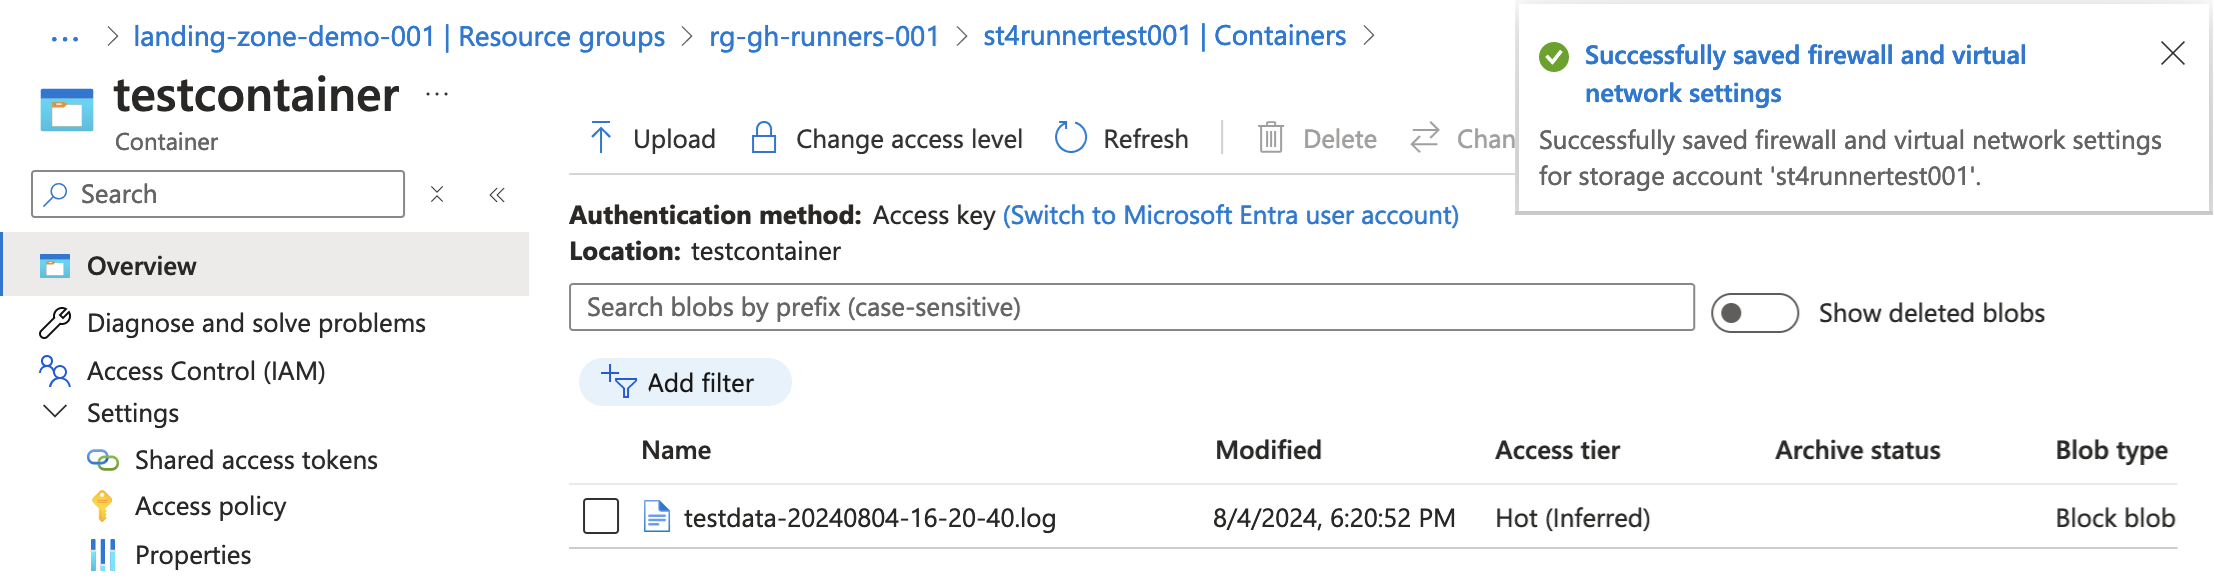 … > landing-zone-demo-001 | Resource groups > rg-gh-runners-001 > st4runnertest001 | Containers >
testcontainer …
Container
Search
Overview
Diagnose and solve problems
Access Control (IAM)
Settings
Shared access tokens
Access policy
Properties
Upload Change access level Refresh Delete Chan
Authentication method: Access key (Switch to Microsoft Entra user account)
Location: testcontainer
Search blobs by prefix (case-sensitive)
Show deleted blobs
Add filter
Name Modified Access tier Archive status Blob type
testdata-20240804-16-20-40.log 8/4/2024, 6:20:52 PM Hot (Inferred) Block blob
Successfully saved firewall and virtual
network settings
Successfully saved firewall and virtual network settings
for storage account 'st4runnertest001'.